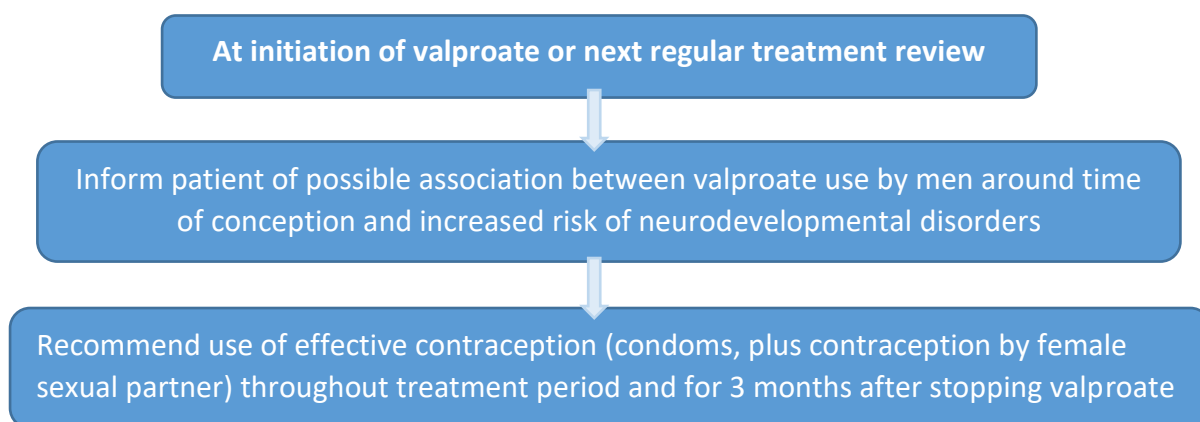 At initiation of valproate or next regular treatment review
Inform patient of possible association between valproate use by men around time
of conception and increased risk of neurodevelopmental disorders
Recommend use of effective contraception (condoms, plus contraception by female
sexual partner) throughout treatment period and for 3 months after stopping valproate